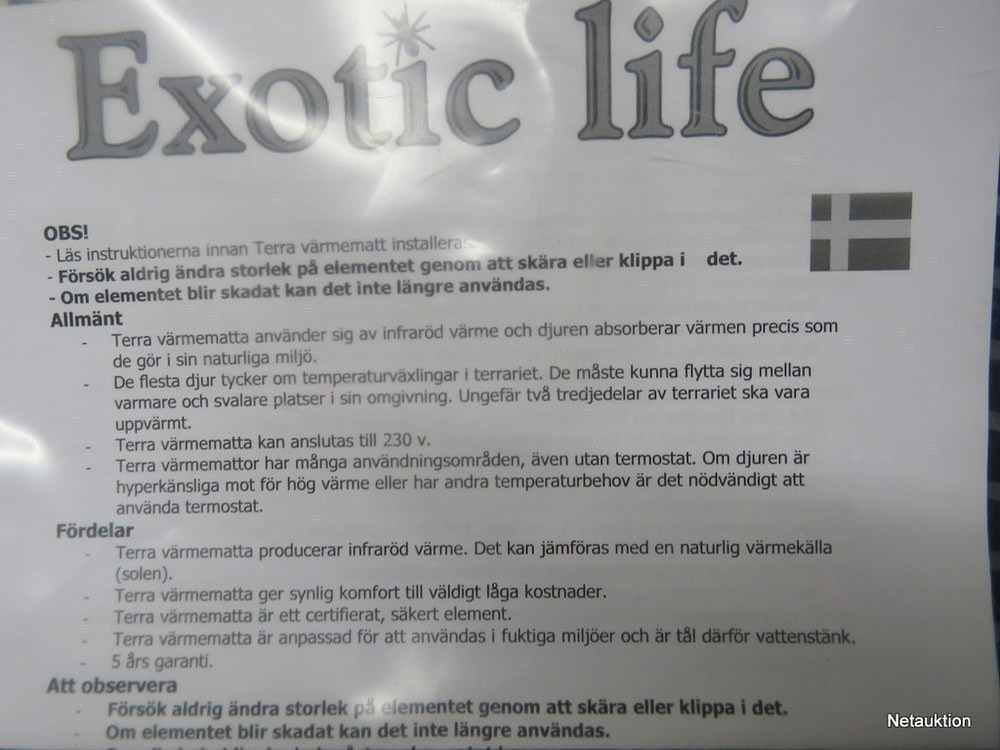 Exotic life
OBS!
- Läs instruktionerna innan Terra värmematt installeras
- Försök aldrig ändra storlek på elementet genom att skära eller klippa i det.
- Om elementet blir skadat kan det inte längre användas.
Allmänt
- Terra värmematta använder sig av infraröd värme och djuren absorberar värmen precis som
de gör i sin naturliga miljö.
- De flesta djur tycker om temperaturväxlingar i terrariet. De måste kunna flytta sig mellan
varmare och svalare platser i sin omgivning. Ungefär två tredjedelar av terrariet ska vara
uppvärmt.
- Terra värmematta kan anslutas till 230 v.
- Terra värmemattor har många användningsområden, även utan termostat. Om djuren är
hyperkänsliga mot för hög värme eller har andra temperaturbehov är det nödvändigt att
använda termostat.
Fördelar
- Terra värmematta producerar infraröd värme. Det kan jämföras med en naturlig värmekälla
(solen).
- Terra värmematta ger synlig komfort till väldigt låga kostnader.
- Terra värmematta är ett certifierat, säkert element.
- Terra värmematta är anpassad för att användas i fuktiga miljöer och är tål därför vattenstänk.
- 5 års garanti.
Att observera
- Försök aldrig ändra storlek på elementet genom att skära eller klippa i det.
- Om elementet blir skadat kan det inte längre användas.
Netauktion